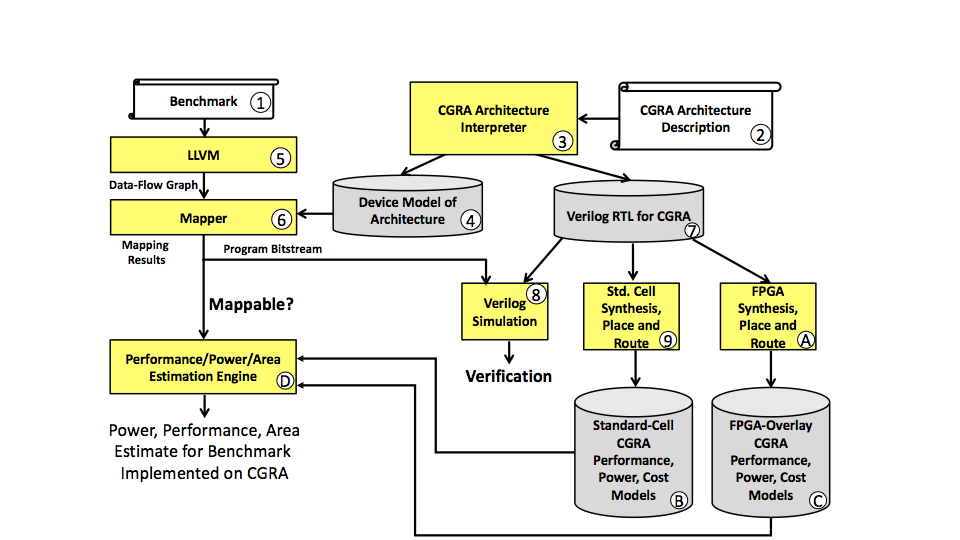 Benchmark 1
LLVM 5
Data-Flow Graph
Mapper 6
Mapping
Results
Program Bitstream
Mappable?
Performance/Power/Area
Estimation Engine D
Power, Performance, Area
Estimate for Benchmark
Implemented on CGRA
CGRA Architecture
Interpreter
3
CGRA Architecture
Description 2
Device Model of
Architecture 4
Verilog RTL for CGRA
7
8
Verilog
Simulation
Verification
Std. Cell
Synthesis,
Place and
Route 9
FPGA
Synthesis,
Place and
Route A
Standard-Cell
CGRA
Performance,
Power, Cost
Models B
FPGA-Overlay
CGRA
Performance,
Power, Cost
Models C